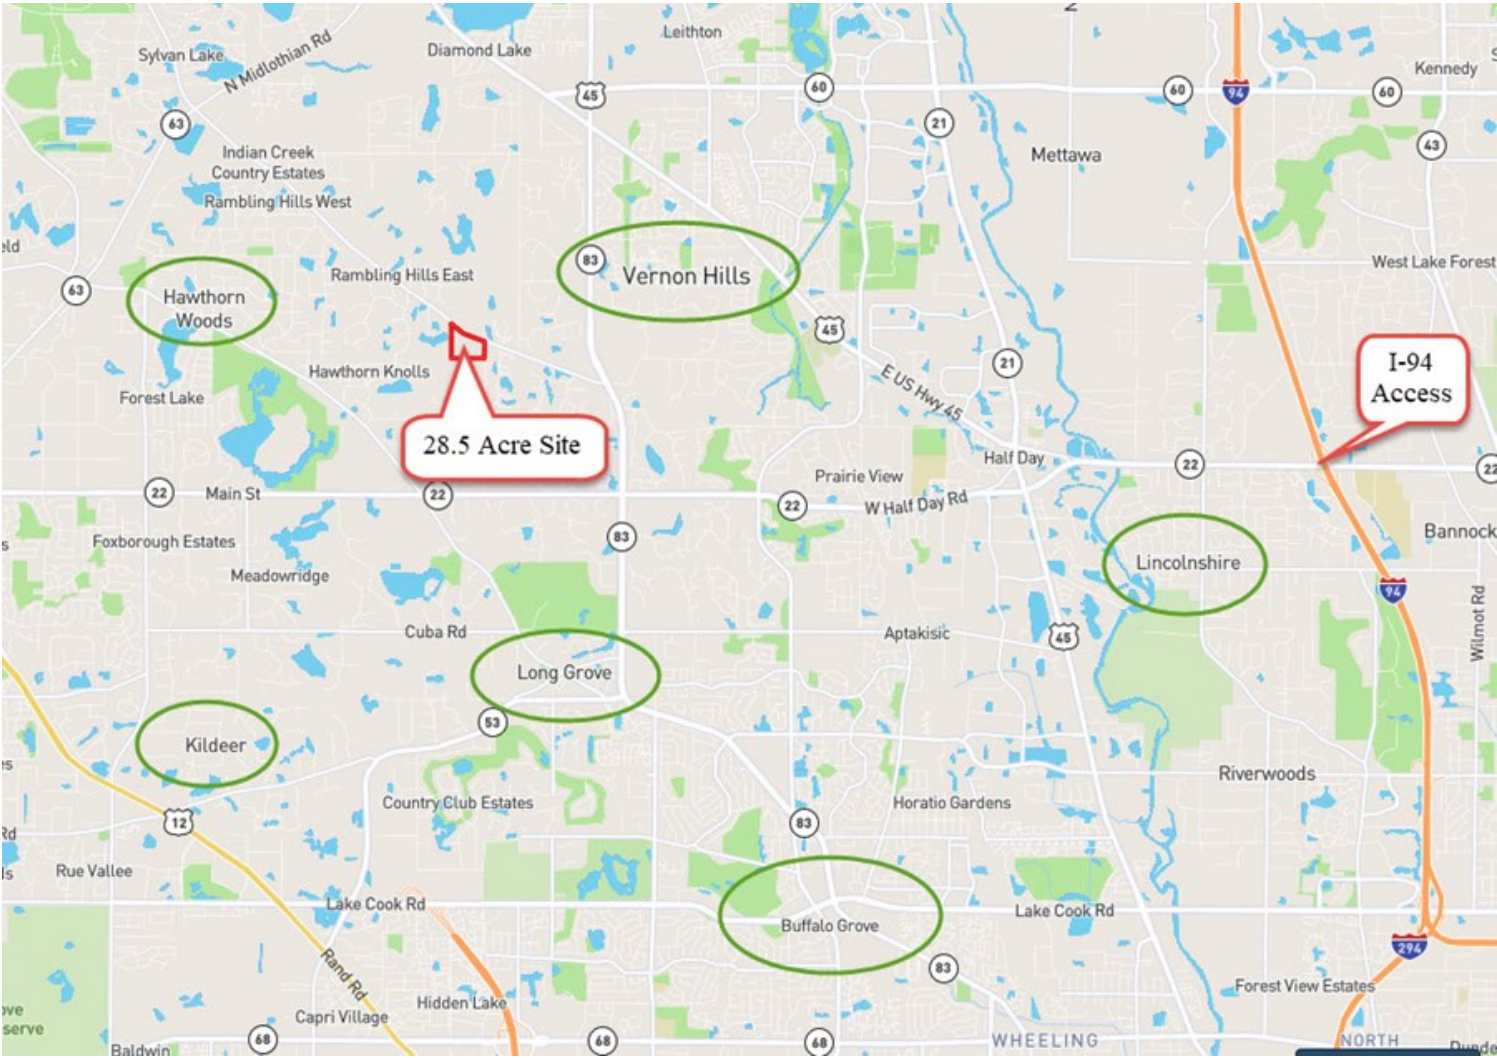 Sylvan Lake
N Midlothian Rd
Diamond Lake
Leithton
Kennedy
45
60
60
94
60
63
21
43
Indian Creek
Country Estates
Mettawa
Rambling Hills West
63
83
Vernon Hills
Rambling Hills East
West Lake Forest
Hawthorn
Woods
45
21
I-94
Access
Hawthorn Knolls
E US Hwy 45
Forest Lake
28.5 Acre Site
Half Day
22
22
Prairie View
22
Main St
22
22
W Half Day Rd
Foxborough Estates
83
Bannock
Lincolnshire
Meadowridge
94
Wilmot Rd
Cuba Rd
Aptakisic
45
Long Grove
53
Kildeer
Riverwoods
Country Club Estates
Horatio Gardens
12
83
Rue Vallee
Lake Cook Rd
Lake Cook Rd
Buffalo Grove
294
83
Rand Rd
Hidden Lake
Forest View Estates
Capri Village
serve
68
68
68
WHEELING
NORTH
Baldwin